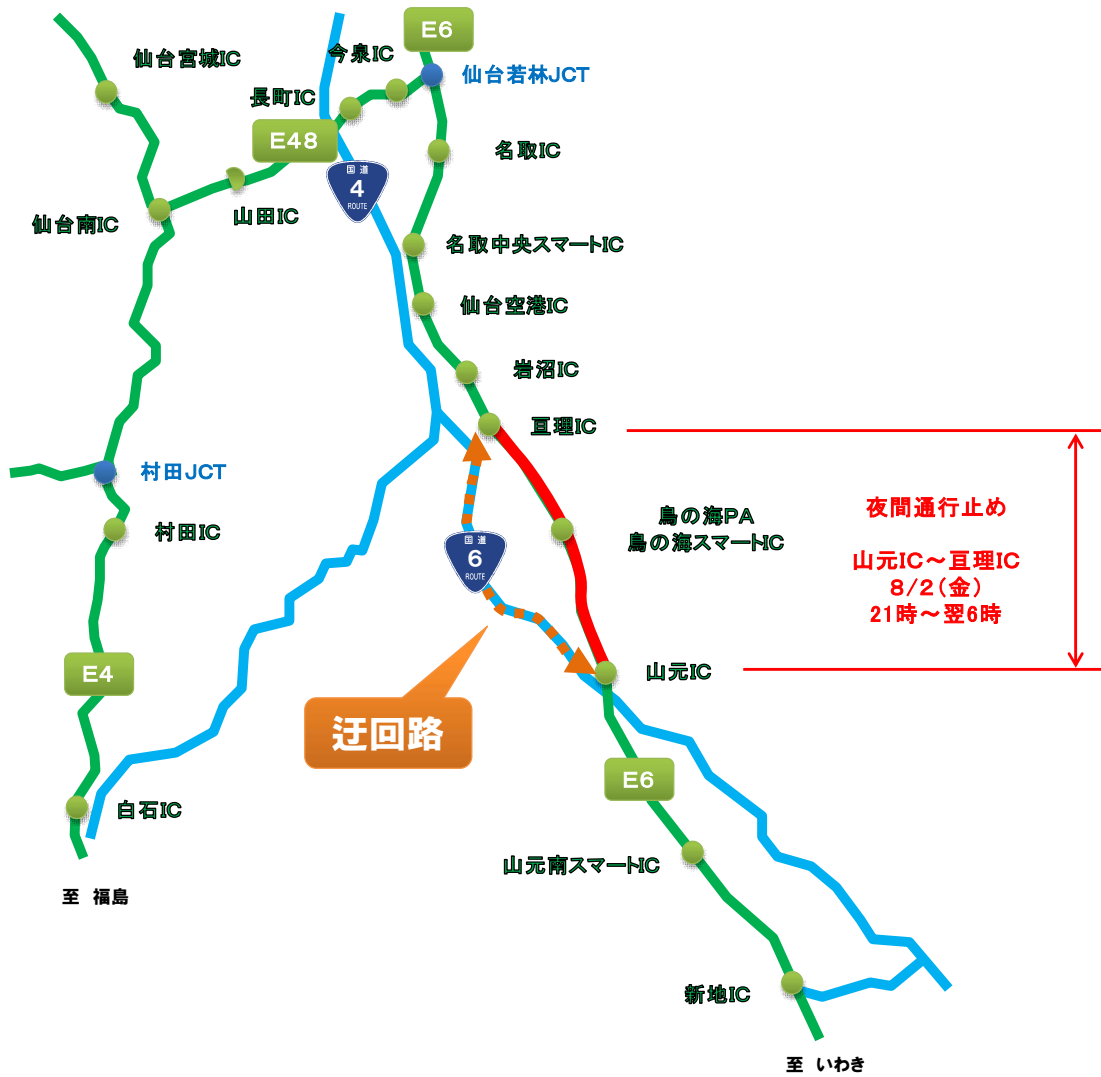 E6
今泉IC
仙台宮城IC
仙台若林JCT
長町IC
E48
名取IC
国道
4
ROUTE
山田IC
仙台南IC
名取中央スマートIC
仙台空港IC
岩沼IC
亘理IC
村田JCT
村田IC
鳥の海PA
鳥の海スマートIC
夜間通行止め
山元IC～亘理IC
8/2(金)
21時～翌6時
国道
6
ROUTE
E4
山元IC
迂回路
E6
白石IC
山元南スマートIC
至 福島
新地IC
至 いわき